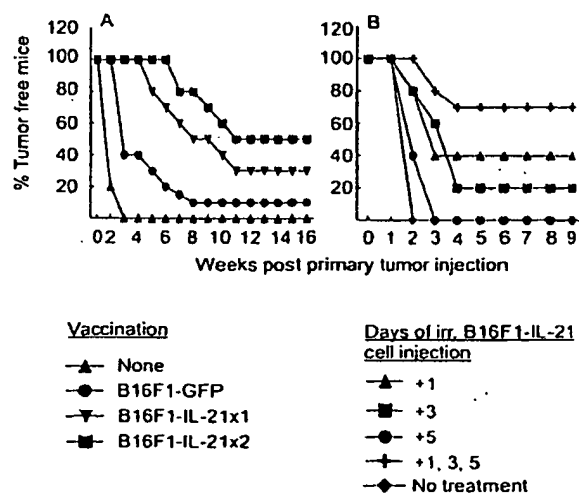 A
B
120
100
80
60
40
20
% Tumor free mice
120
100
80
60
40
20
0 2 4 6 8 10 12 14 16
0 1 2 3 4 5 6 7 8 9
Weeks post primary tumor injection
Vaccination
None
B16F1-GFP
B16F1-IL-21x1
B16F1-IL-21x2
Days of irr. B16F1-IL-21
cell injection
+1
+3
+5
+1, 3, 5
No treatment